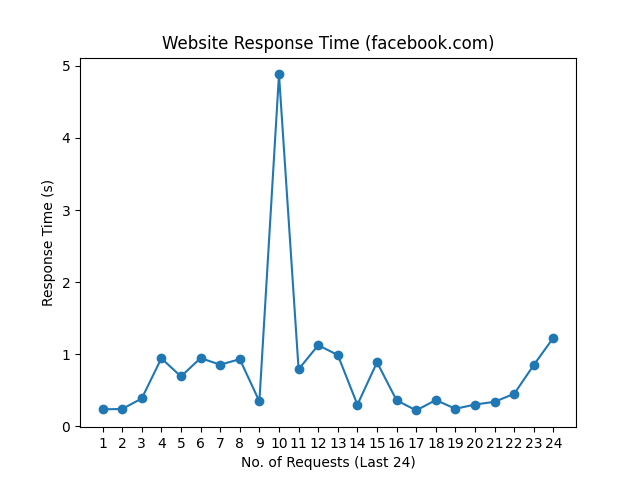 Website Response Time (facebook.com)
5
4
3
2
1
0
Response Time (s)
1 2 3 4 5 6 7 8 9 10 11 12 13 14 15 16 17 18 19 20 21 22 23 24
No. of Requests (Last 24)